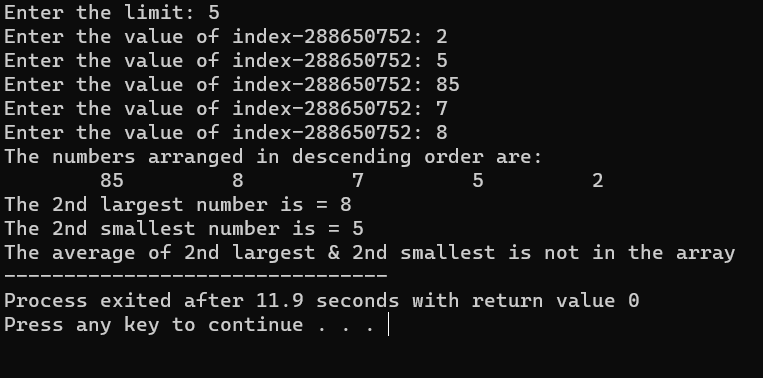 Enter the limit: 5
Enter the value of index-288650752: 2
Enter the value of index-288650752: 5
Enter the value of index-288650752: 85
Enter the value of index-288650752: 7
Enter the value of index-288650752: 8
The numbers arranged in descending order are:
        85         8         7         5         2
The 2nd largest number is = 8
The 2nd smallest number is = 5
The average of 2nd largest & 2nd smallest is not in the array
--------------------------------
Process exited after 11.9 seconds with return value 0
Press any key to continue . . .